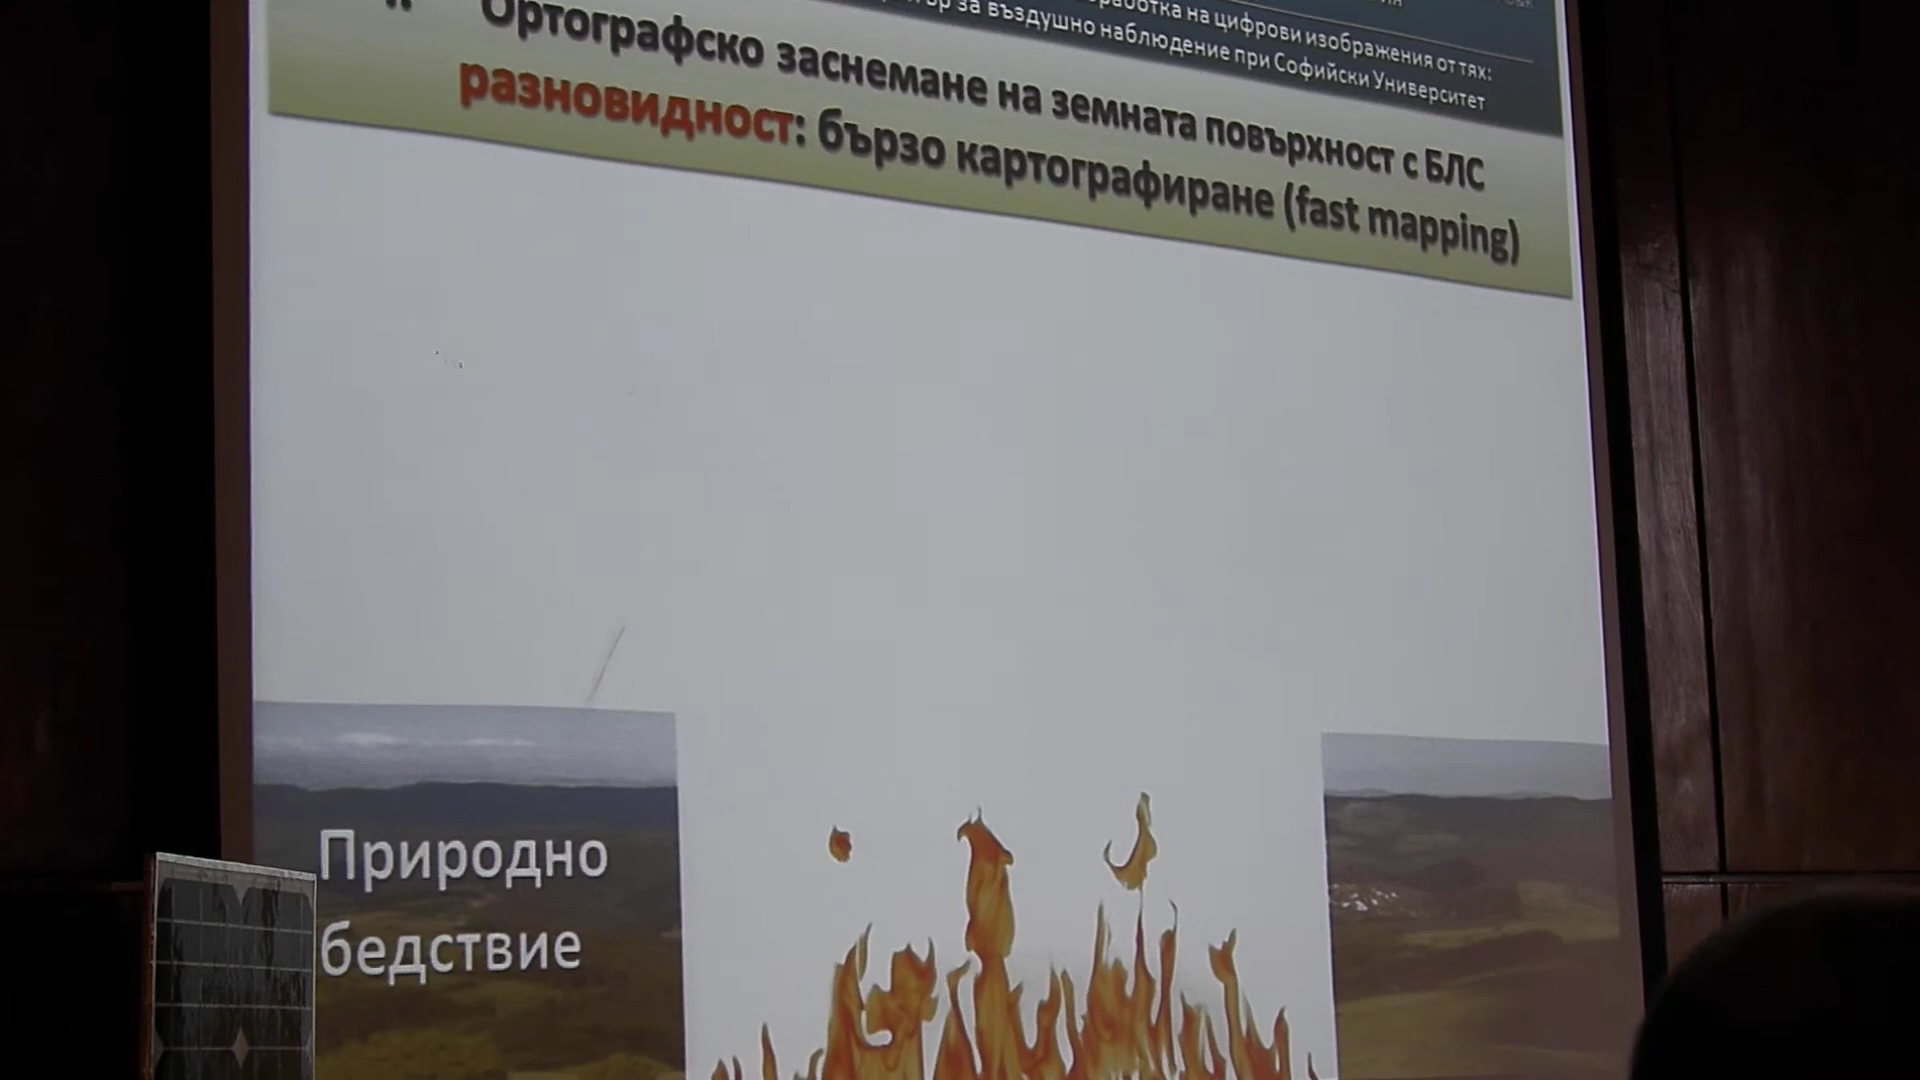 на цифрови изображения от тях:
за въздушно наблюдение при Софийски Университет
Ортографско заснемане на земната повърхност с БЛС
разновидност: бързо картографиране (fast mapping)
Природно
бедствие